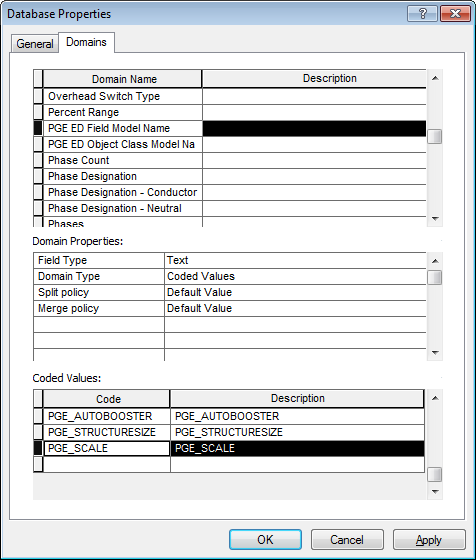 Database Properties
General Domains
Domain Name Description
Overhead Switch Type
Percent Range
PGE ED Field Model Name
PGE ED Object Class Model Na
Phase Count
Phase Designation
Phase Designation - Conductor
Phase Designation - Neutral
Phases
Domain Properties:
Field Type Text
Domain Type Coded Values
Split policy Default Value
Merge policy Default Value
Coded Values:
Code Description
PGE_AUTOBOOSTER PGE_AUTOBOOSTER
PGE_STRUCTURESIZE PGE_STRUCTURESIZE
PGE_SCALE PGE_SCALE
OK Cancel Apply